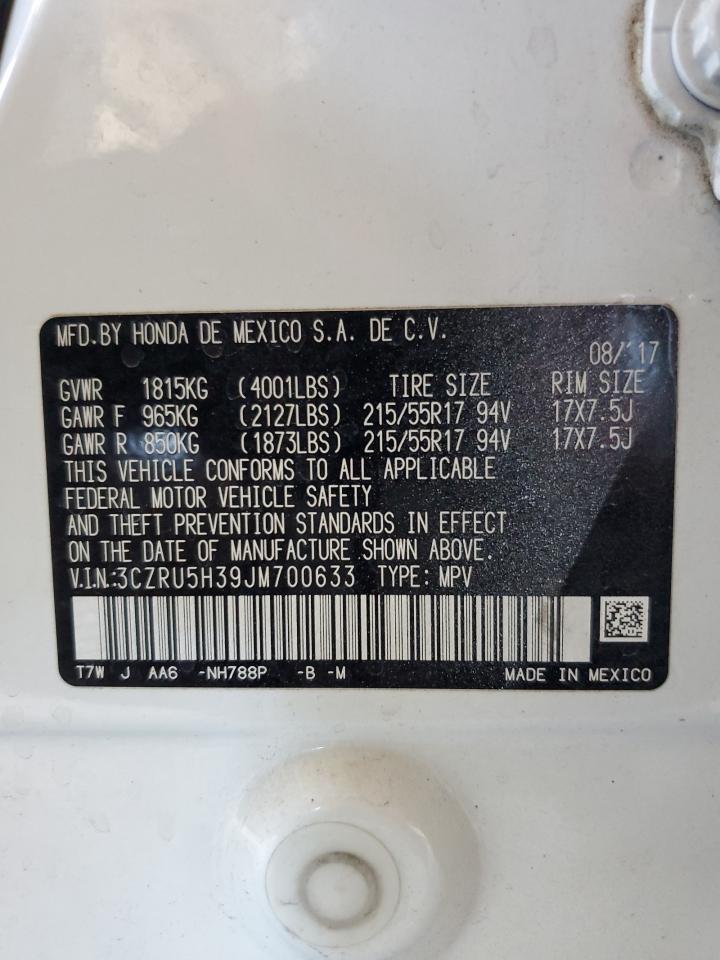 MFD.BY HONDA DE MEXICO S.A. DE C.V.
08/'17
GVWR 1815KG (4001LBS) TIRE SIZE RIM SIZE
GAWR F 965KG (2127LBS) 215/55R17 94V 17X7.5J
GAWR R 850KG (1873LBS) 215/55R17 94V 17X7.5J
THIS VEHICLE CONFORMS TO ALL APPLICABLE
FEDERAL MOTOR VEHICLE SAFETY
AND THEFT PREVENTION STANDARDS IN EFFECT
ON THE DATE OF MANUFACTURE SHOWN ABOVE.
V.I.N.:3CZRU5H39JM700633 TYPE: MPV
T7W J AA6 -NH788P -B -M MADE IN MEXICO